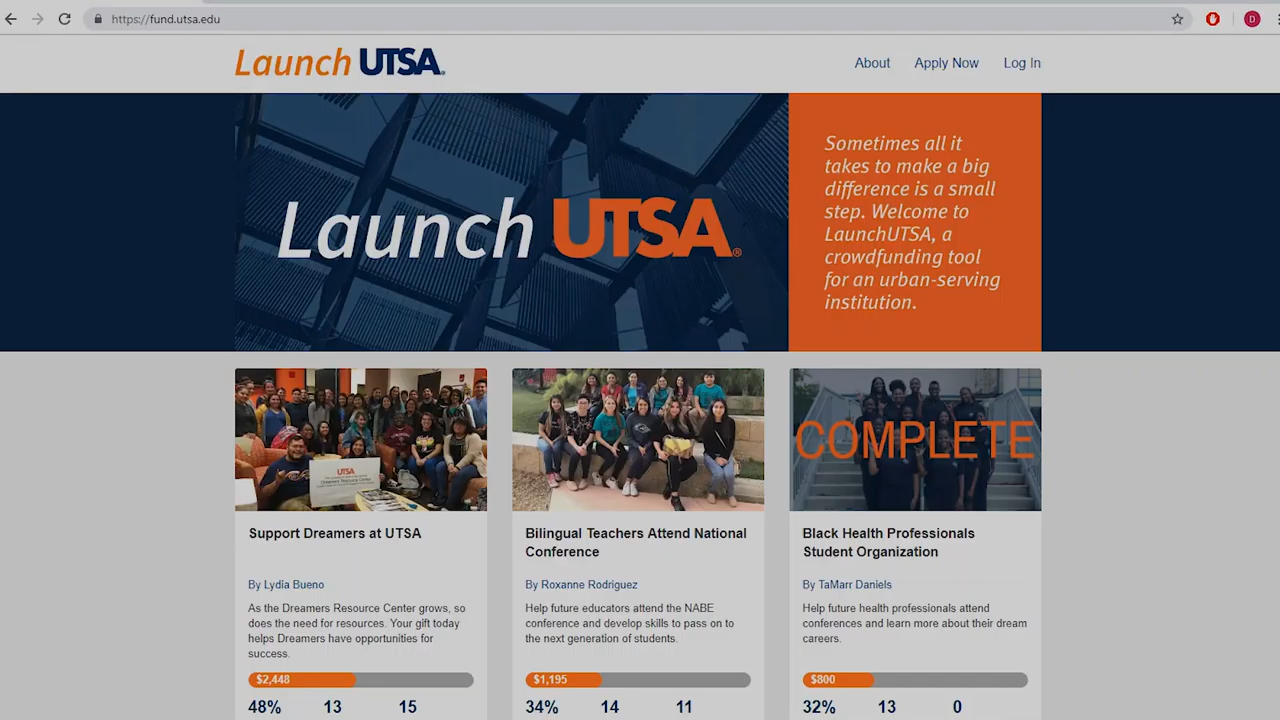 https://fund.utsa.edu
D
Launch UTSA®
About Apply Now Log In
Launch UTSA®
Sometimes all it
takes to make a big
difference is a small
step. Welcome to
LaunchUTSA, a
crowdfunding tool
for an urban-serving
institution.
UTSA
COMPLETE
Support Dreamers at UTSA
By Lydia Bueno
As the Dreamers Resource Center grows, so
does the need for resources. Your gift today
helps Dreamers have opportunities for
success.
$2,448
48% 13 15
Bilingual Teachers Attend National
Conference
By Roxanne Rodriguez
Help future educators attend the NABE
conference and develop skills to pass on to
the next generation of students.
$1,195
34% 14 11
Black Health Professionals
Student Organization
By TaMarr Daniels
Help future health professionals attend
conferences and learn more about their dream
careers.
$800
32% 13 0